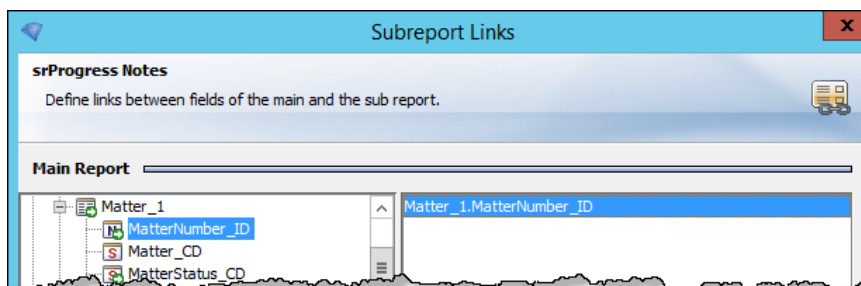 Subreport Links
x
srProgress Notes
Define links between fields of the main and the sub report.
Main Report
Matter_1
Matter_1.MatterNumber_ID
MatterNumber_ID
Matter_CD
MatterStatus_CD